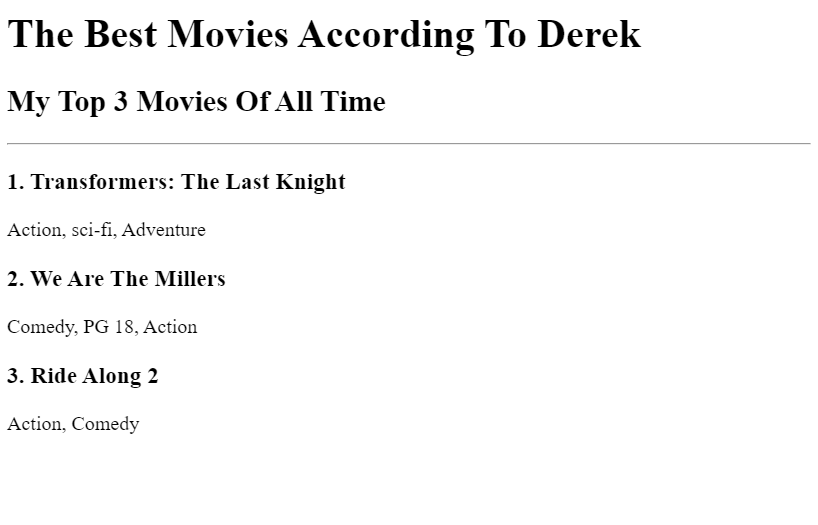 The Best Movies According To Derek
My Top 3 Movies Of All Time
1. Transformers: The Last Knight
Action, sci-fi, Adventure
2. We Are The Millers
Comedy, PG 18, Action
3. Ride Along 2
Action, Comedy